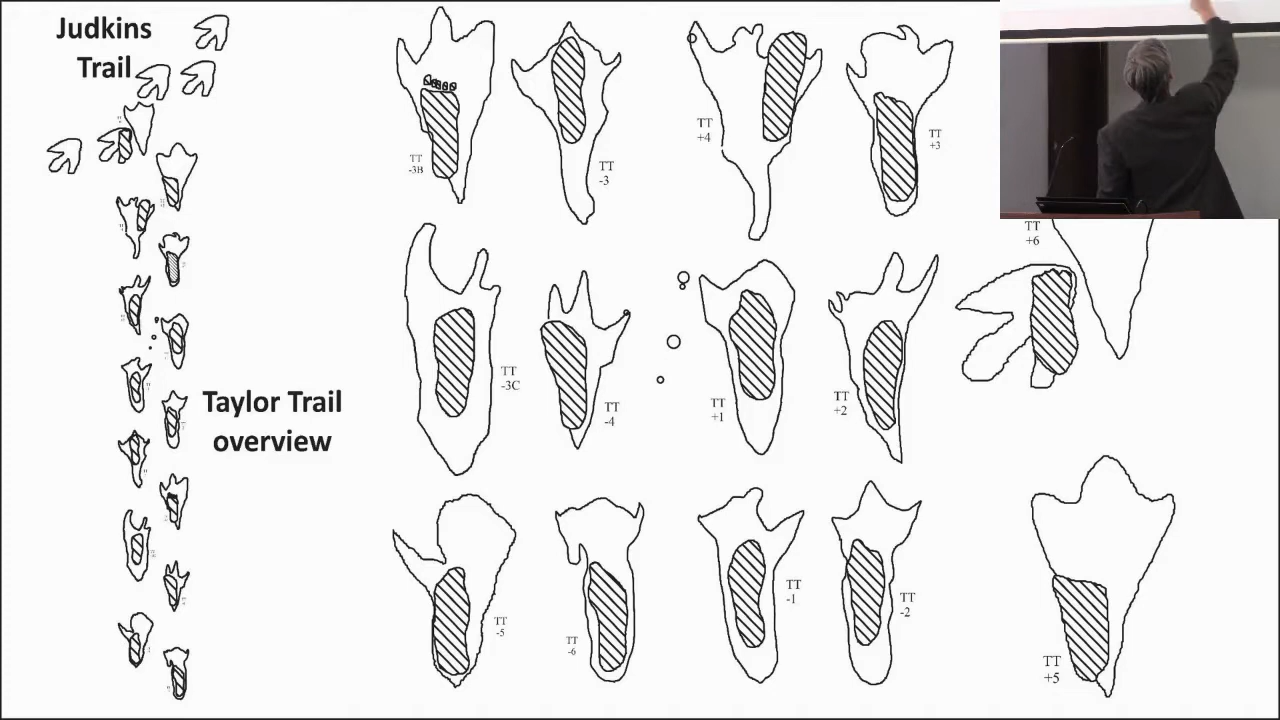 Judkins
Trail
TT
-3B
TT
-3
TT
+4
TT
+3
TT
+6
TT
-3C
TT
-4
TT
+1
TT
+2
Taylor Trail
overview
TT
-5
TT
-6
TT
-1
TT
-2
TT
+5